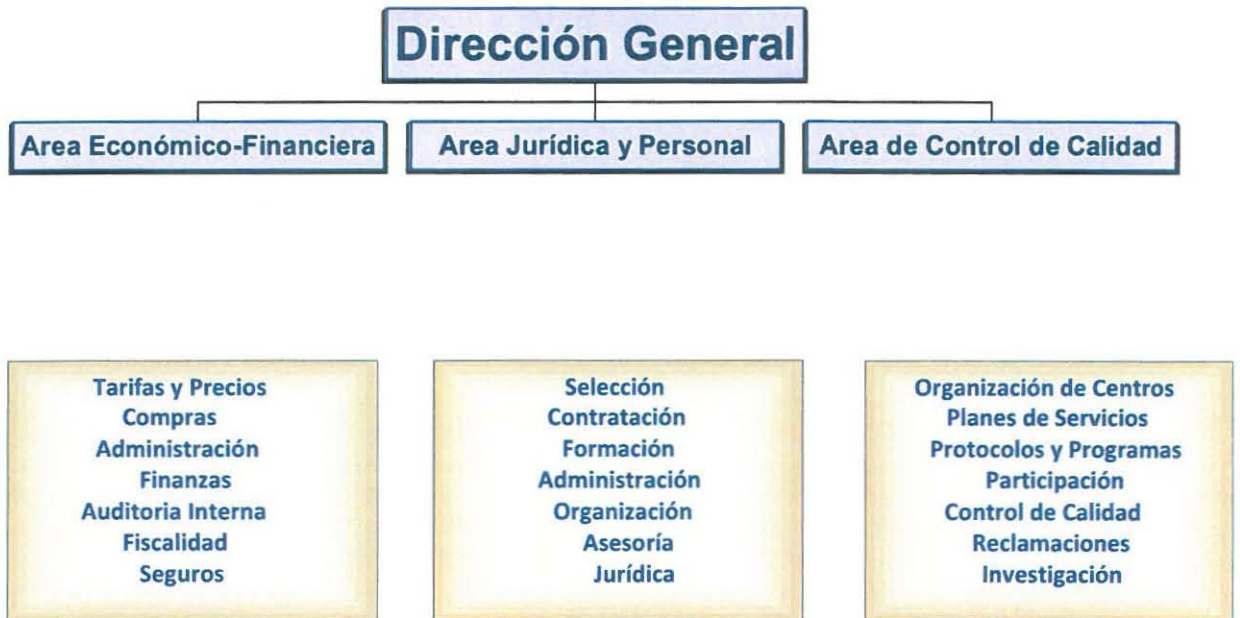 Dirección General
Area Económico-Financiera
Area Jurídica y Personal
Area de Control de Calidad
Tarifas y Precios
Compras
Administración
Finanzas
Auditoria Interna
Fiscalidad
Seguros
Selección
Contratación
Formación
Administración
Organización
Asesoría
Jurídica
Organización de Centros
Planes de Servicios
Protocolos y Programas
Participación
Control de Calidad
Reclamaciones
Investigación